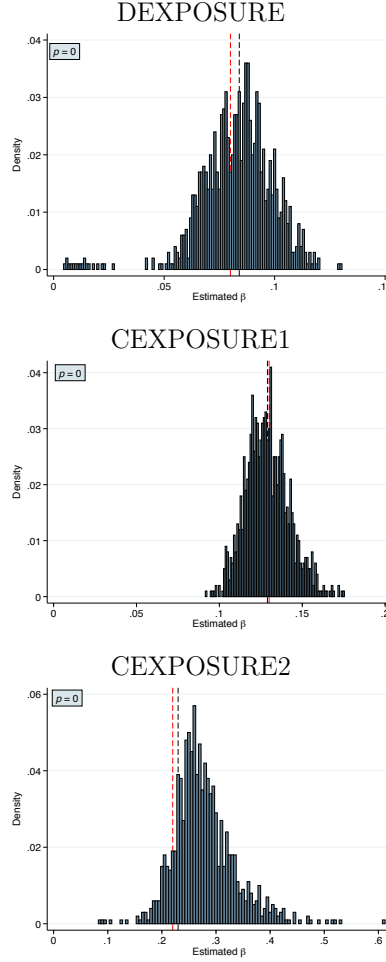 DEXPOSURE
p = 0
.04
.03
.02
.01
0
Density
0 .05 .1 .1
Estimated β
CEXPOSURE1
p = 0
.04
.03
.02
.01
0
Density
0 .05 .1 .15 .2
Estimated β
CEXPOSURE2
p = 0
.06
.04
.02
0
Density
0 .1 .2 .3 .4 .5 .6
Estimated β